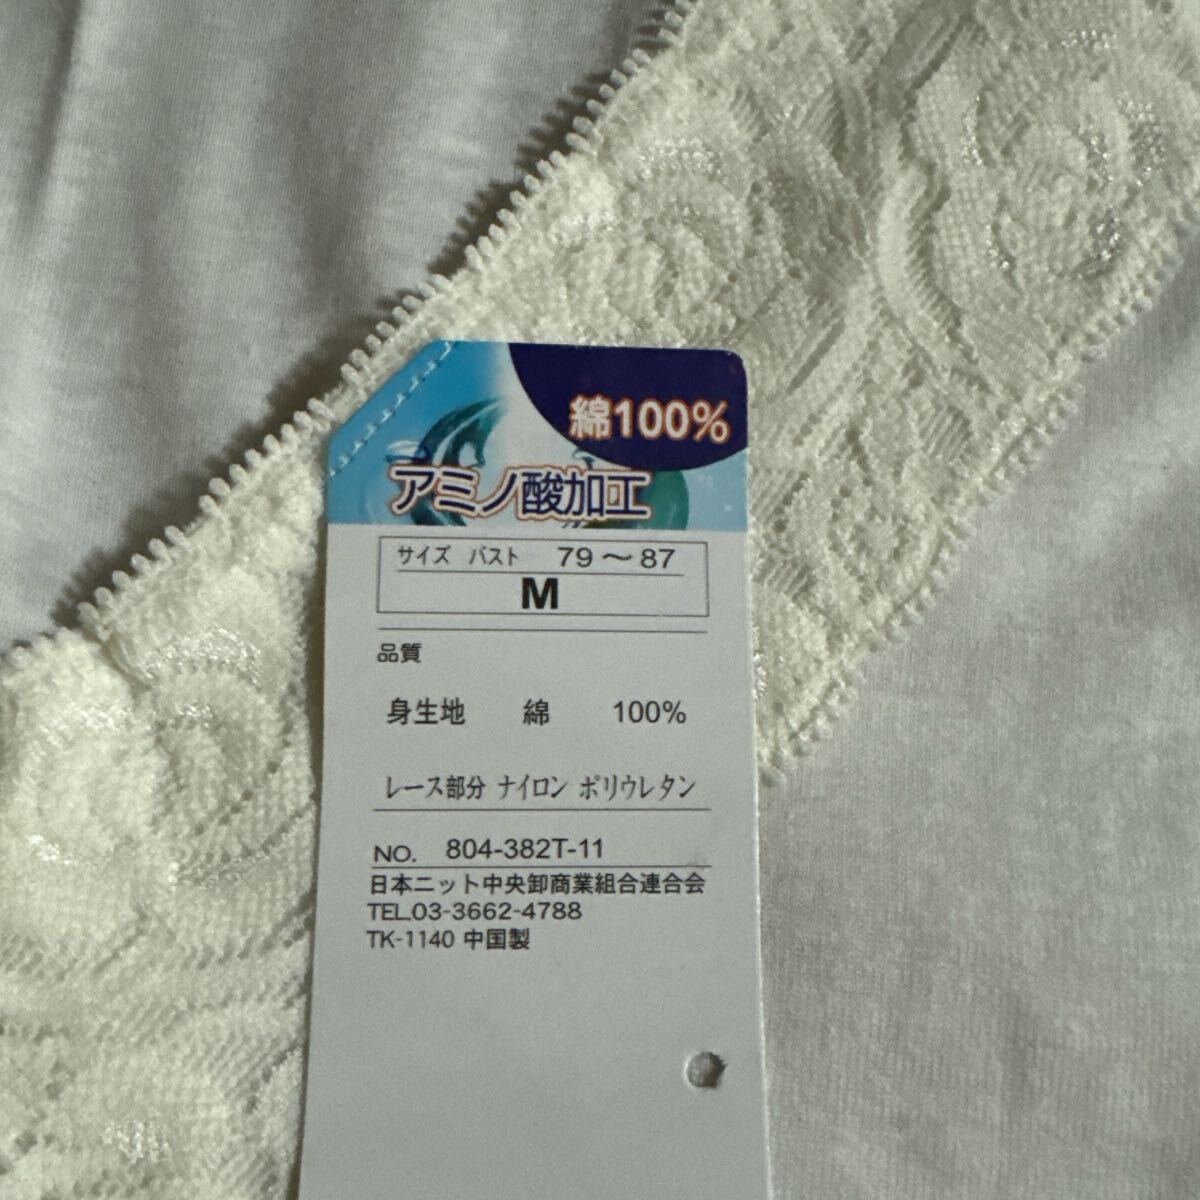 綿100%
アミノ酸加工
サイズ バスト 79～87
M
品質
身生地 綿 100%
レース部分 ナイロン ポリウレタン
NO. 804-382T-11
日本ニット中央卸商業組合連合会
TEL.03-3662-4788
TK-1140 中国製